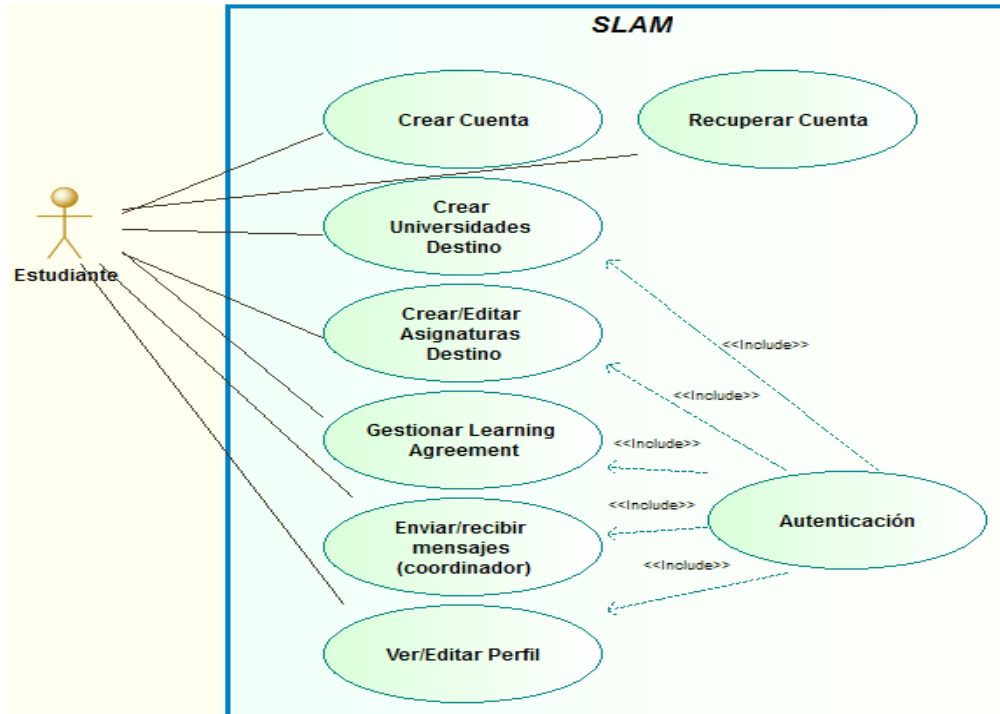 SLAM
Crear Cuenta
Recuperar Cuenta
Crear
Universidades
Destino
Estudiante
Crear/Editar
Asignaturas
Destino
<<Include>>
<<Include>>
Gestionar Learning
Agreement
<<Include>>
<<Include>>
Autenticación
Enviar/recibir
mensajes
(coordinador)
<<Include>>
Ver/Editar Perfil